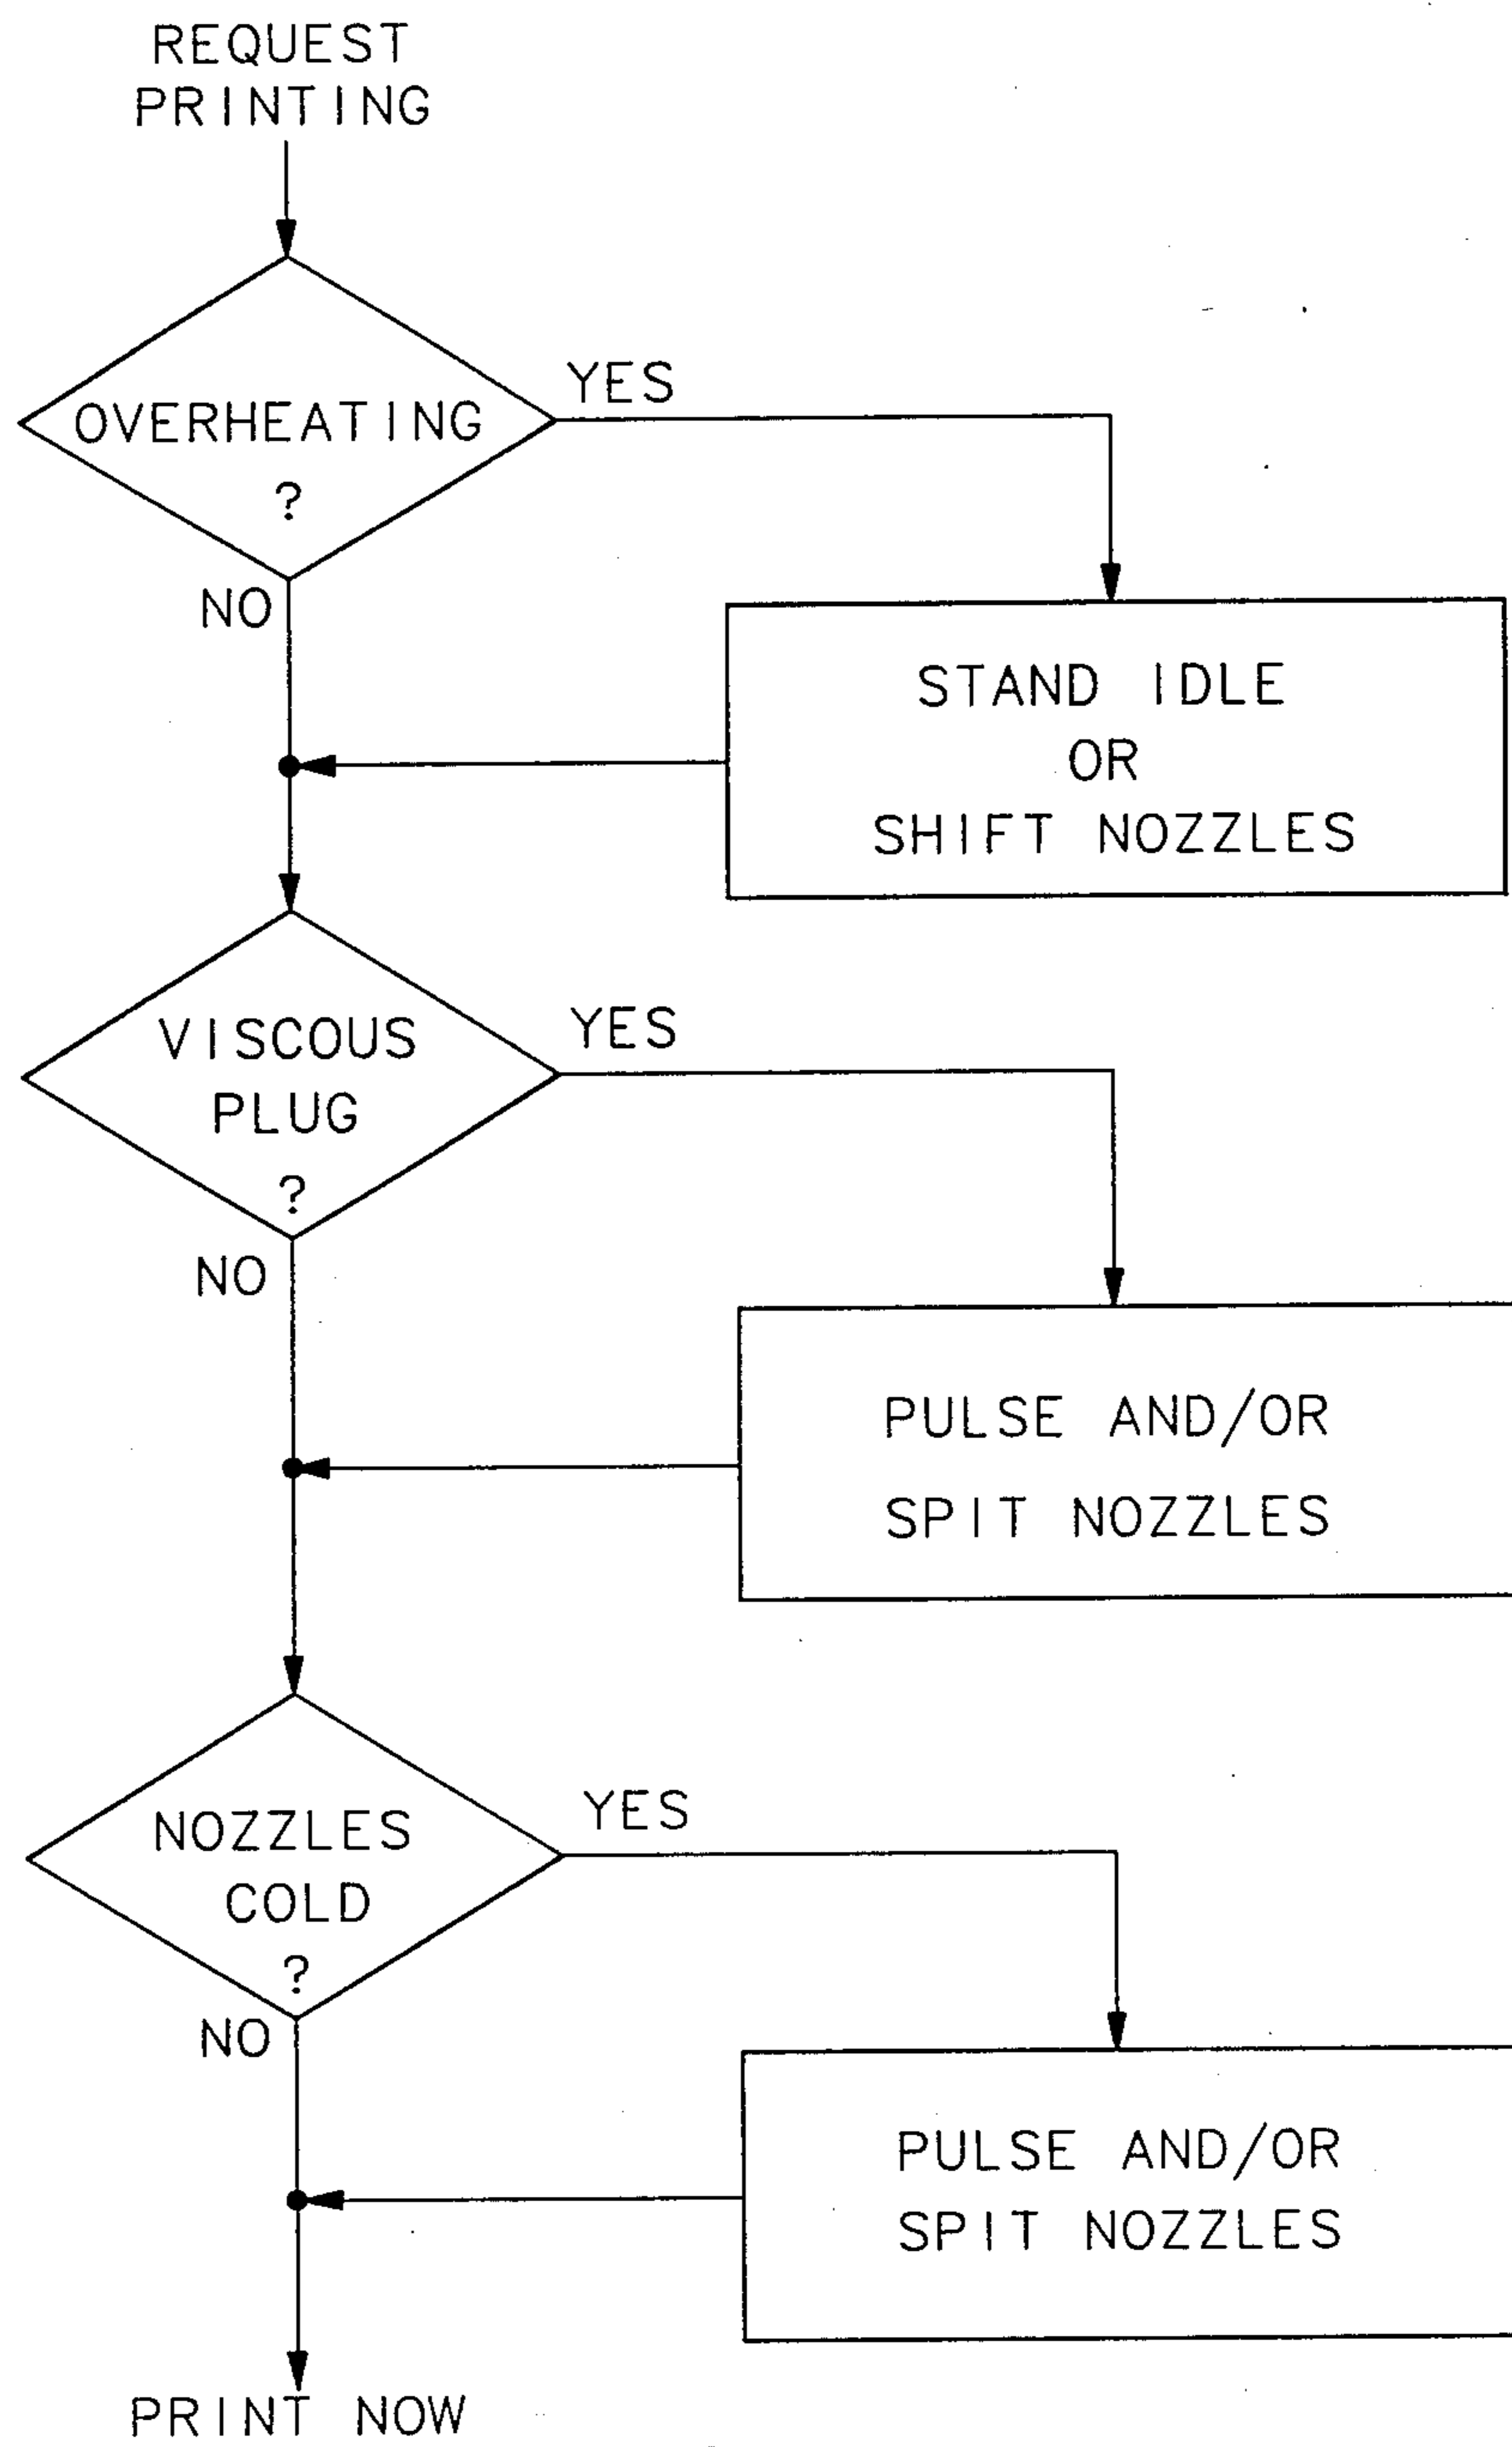 REQUEST
PRINTING
OVERHEATING
?
YES
NO
STAND IDLE
OR
SHIFT NOZZLES
VISCOUS
PLUG
?
YES
NO
PULSE AND/OR
SPIT NOZZLES
NOZZLES
COLD
?
YES
NO
PULSE AND/OR
SPIT NOZZLES
PRINT NOW